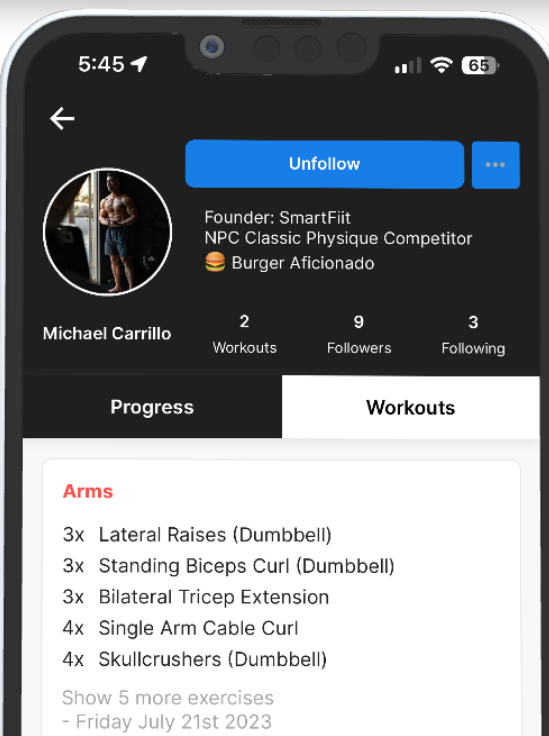 5:45
65
Unfollow
Founder: SmartFiit
NPC Classic Physique Competitor
🍔 Burger Aficionado
Michael Carrillo
2
Workouts
9
Followers
3
Following
Progress
Workouts
Arms
3x Lateral Raises (Dumbbell)
3x Standing Biceps Curl (Dumbbell)
3x Bilateral Tricep Extension
4x Single Arm Cable Curl
4x Skullcrushers (Dumbbell)
Show 5 more exercises
- Friday July 21st 2023